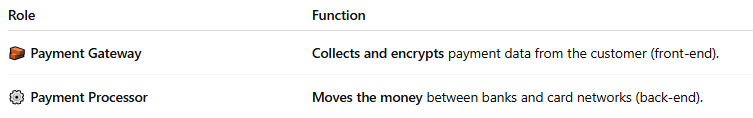 Role Function
Payment Gateway Collects and encrypts payment data from the customer (front-end).
Payment Processor Moves the money between banks and card networks (back-end).